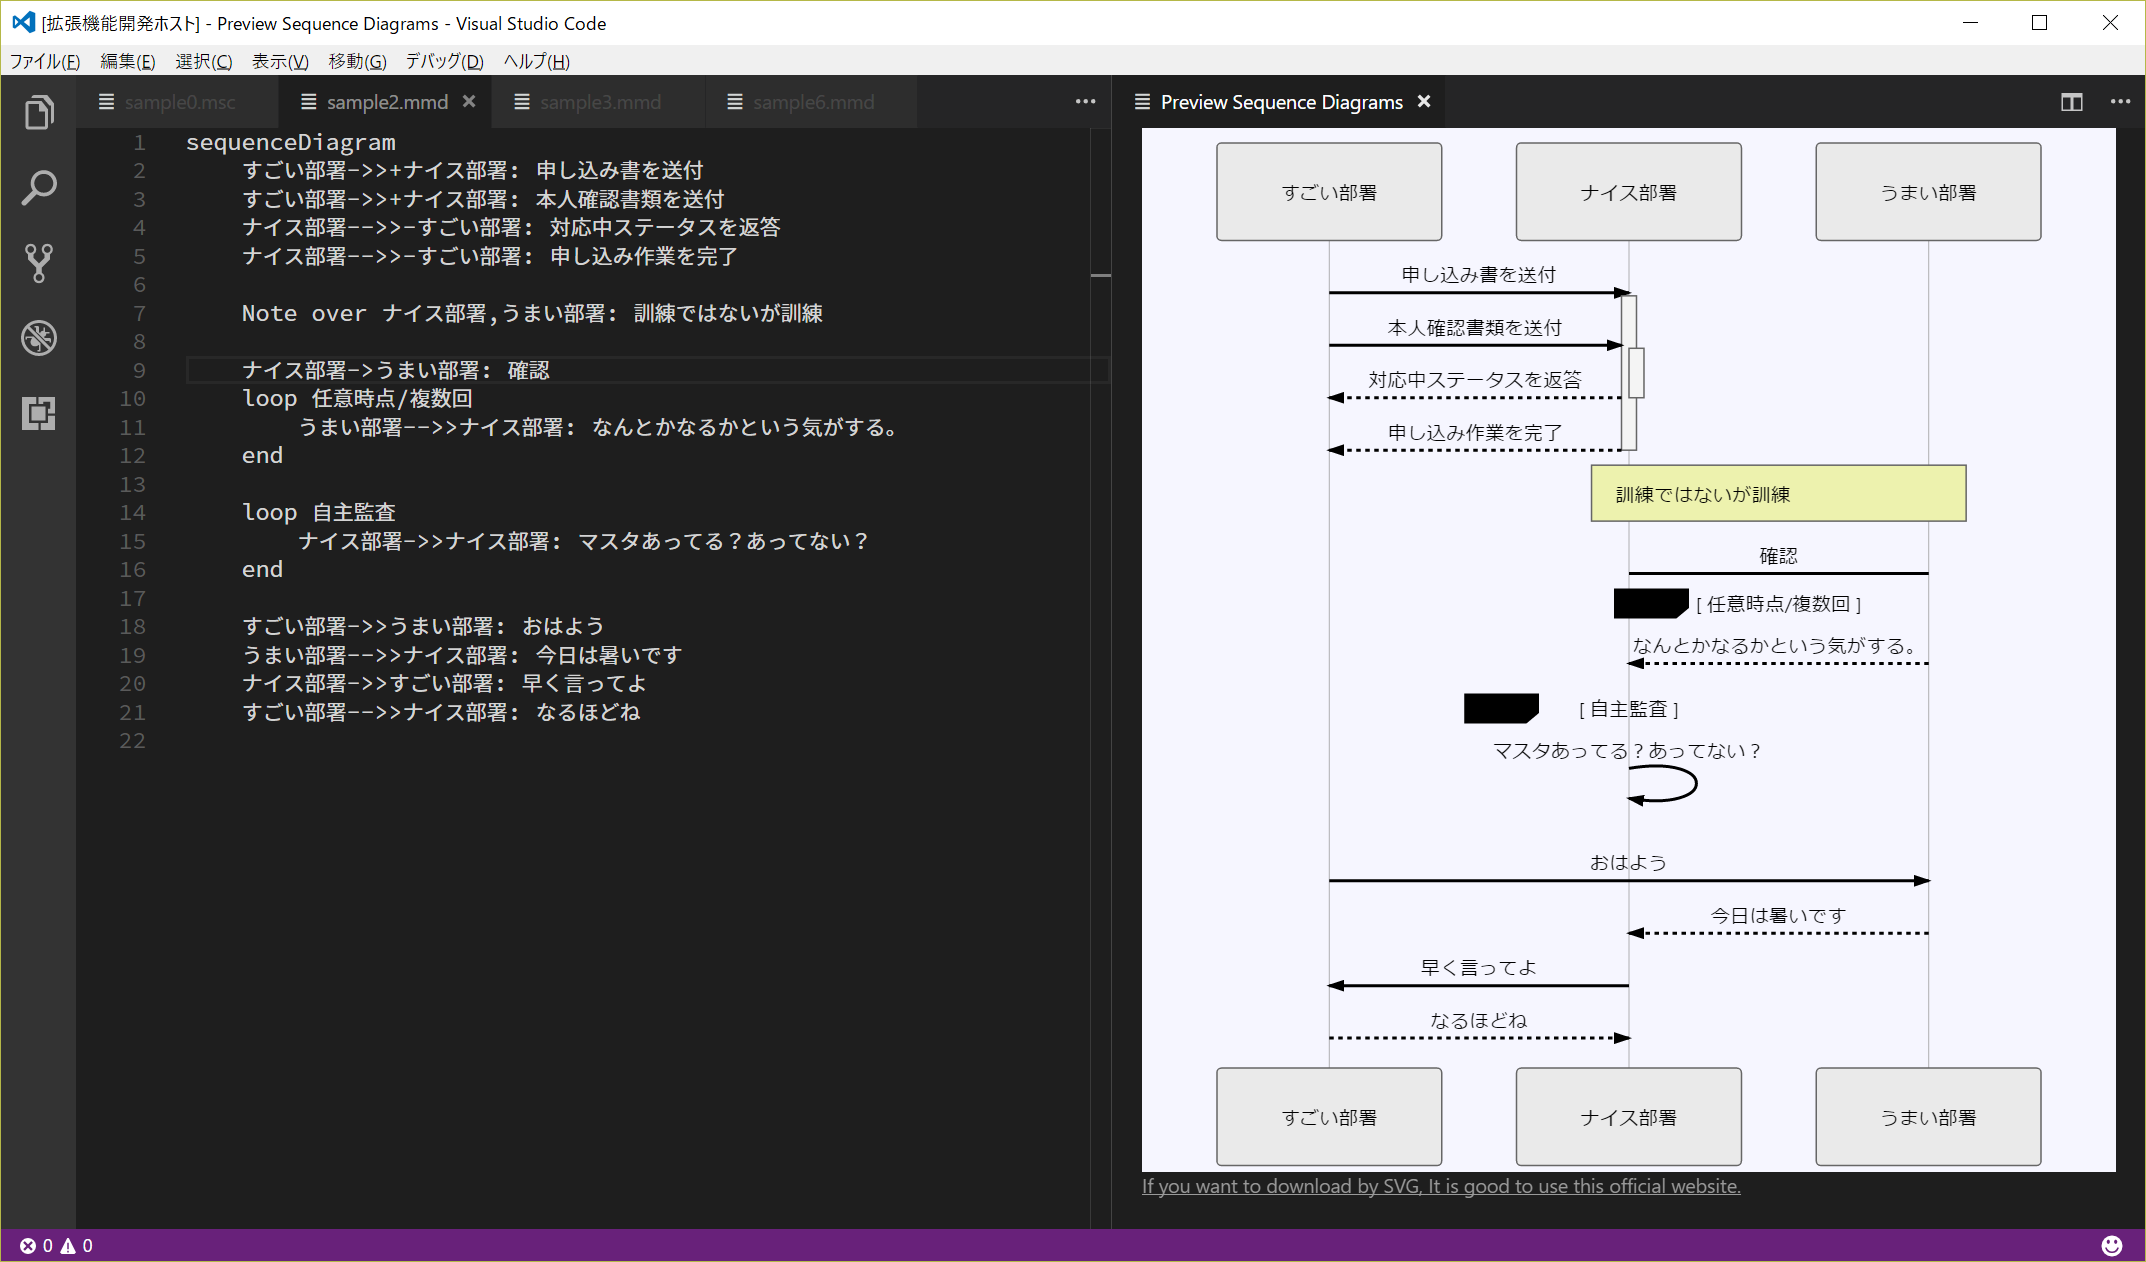 [拡張機能開発ホスト] - Preview Sequence Diagrams - Visual Studio Code
ファイル(F) 編集(E) 選択(C) 表示(V) 移動(G) デバッグ(D) ヘルプ(H)
sample0.msc sample2.mmd sample3.mmd sample6.mmd
1 sequenceDiagram
2 すごい部署->>+ナイス部署: 申し込み書を送付
3 すごい部署->>+ナイス部署: 本人確認書類を送付
4 ナイス部署-->>-すごい部署: 対応中ステータスを返答
5 ナイス部署-->>-すごい部署: 申し込み作業を完了
6
7 Note over ナイス部署,うまい部署: 訓練ではないが訓練
8
9 ナイス部署->うまい部署: 確認
10 loop 任意時点/複数回
11 うまい部署-->>ナイス部署: なんとかなるかという気がする。
12 end
13
14 loop 自主監査
15 ナイス部署->>ナイス部署: マスタあってる？あってない？
16 end
17
18 すごい部署->>うまい部署: おはよう
19 うまい部署-->>ナイス部署: 今日は暑いです
20 ナイス部署->>すごい部署: 早く言ってよ
21 すごい部署-->>ナイス部署: なるほどね
22
Preview Sequence Diagrams
すごい部署 ナイス部署 うまい部署
申し込み書を送付
本人確認書類を送付
対応中ステータスを返答
申し込み作業を完了
訓練ではないが訓練
確認
[ 任意時点/複数回 ]
なんとかなるかという気がする。
[ 自主監査 ]
マスタあってる？あってない？
おはよう
今日は暑いです
早く言ってよ
なるほどね
すごい部署 ナイス部署 うまい部署
If you want to download by SVG, It is good to use this official website.
0 0